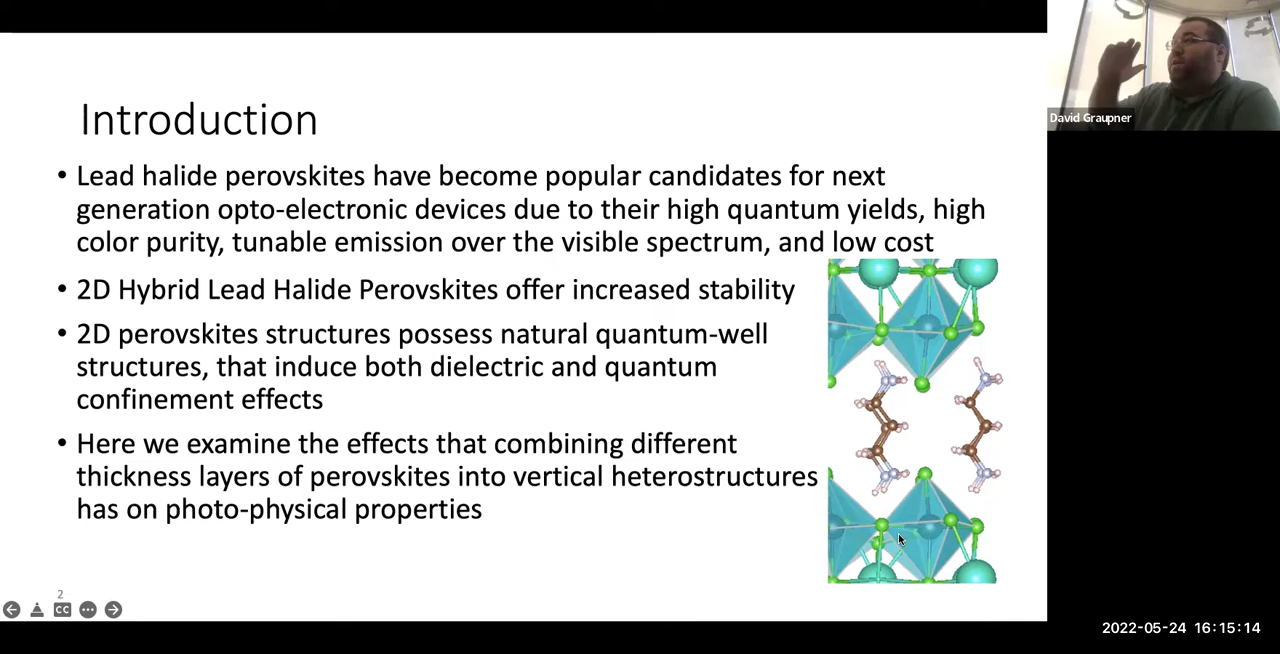 Introduction
• Lead halide perovskites have become popular candidates for next
generation opto-electronic devices due to their high quantum yields, high
color purity, tunable emission over the visible spectrum, and low cost
• 2D Hybrid Lead Halide Perovskites offer increased stability
• 2D perovskites structures possess natural quantum-well
structures, that induce both dielectric and quantum
confinement effects
• Here we examine the effects that combining different
thickness layers of perovskites into vertical heterostructures
has on photo-physical properties
2
CC
David Graupner
2022-05-24 16:15:14